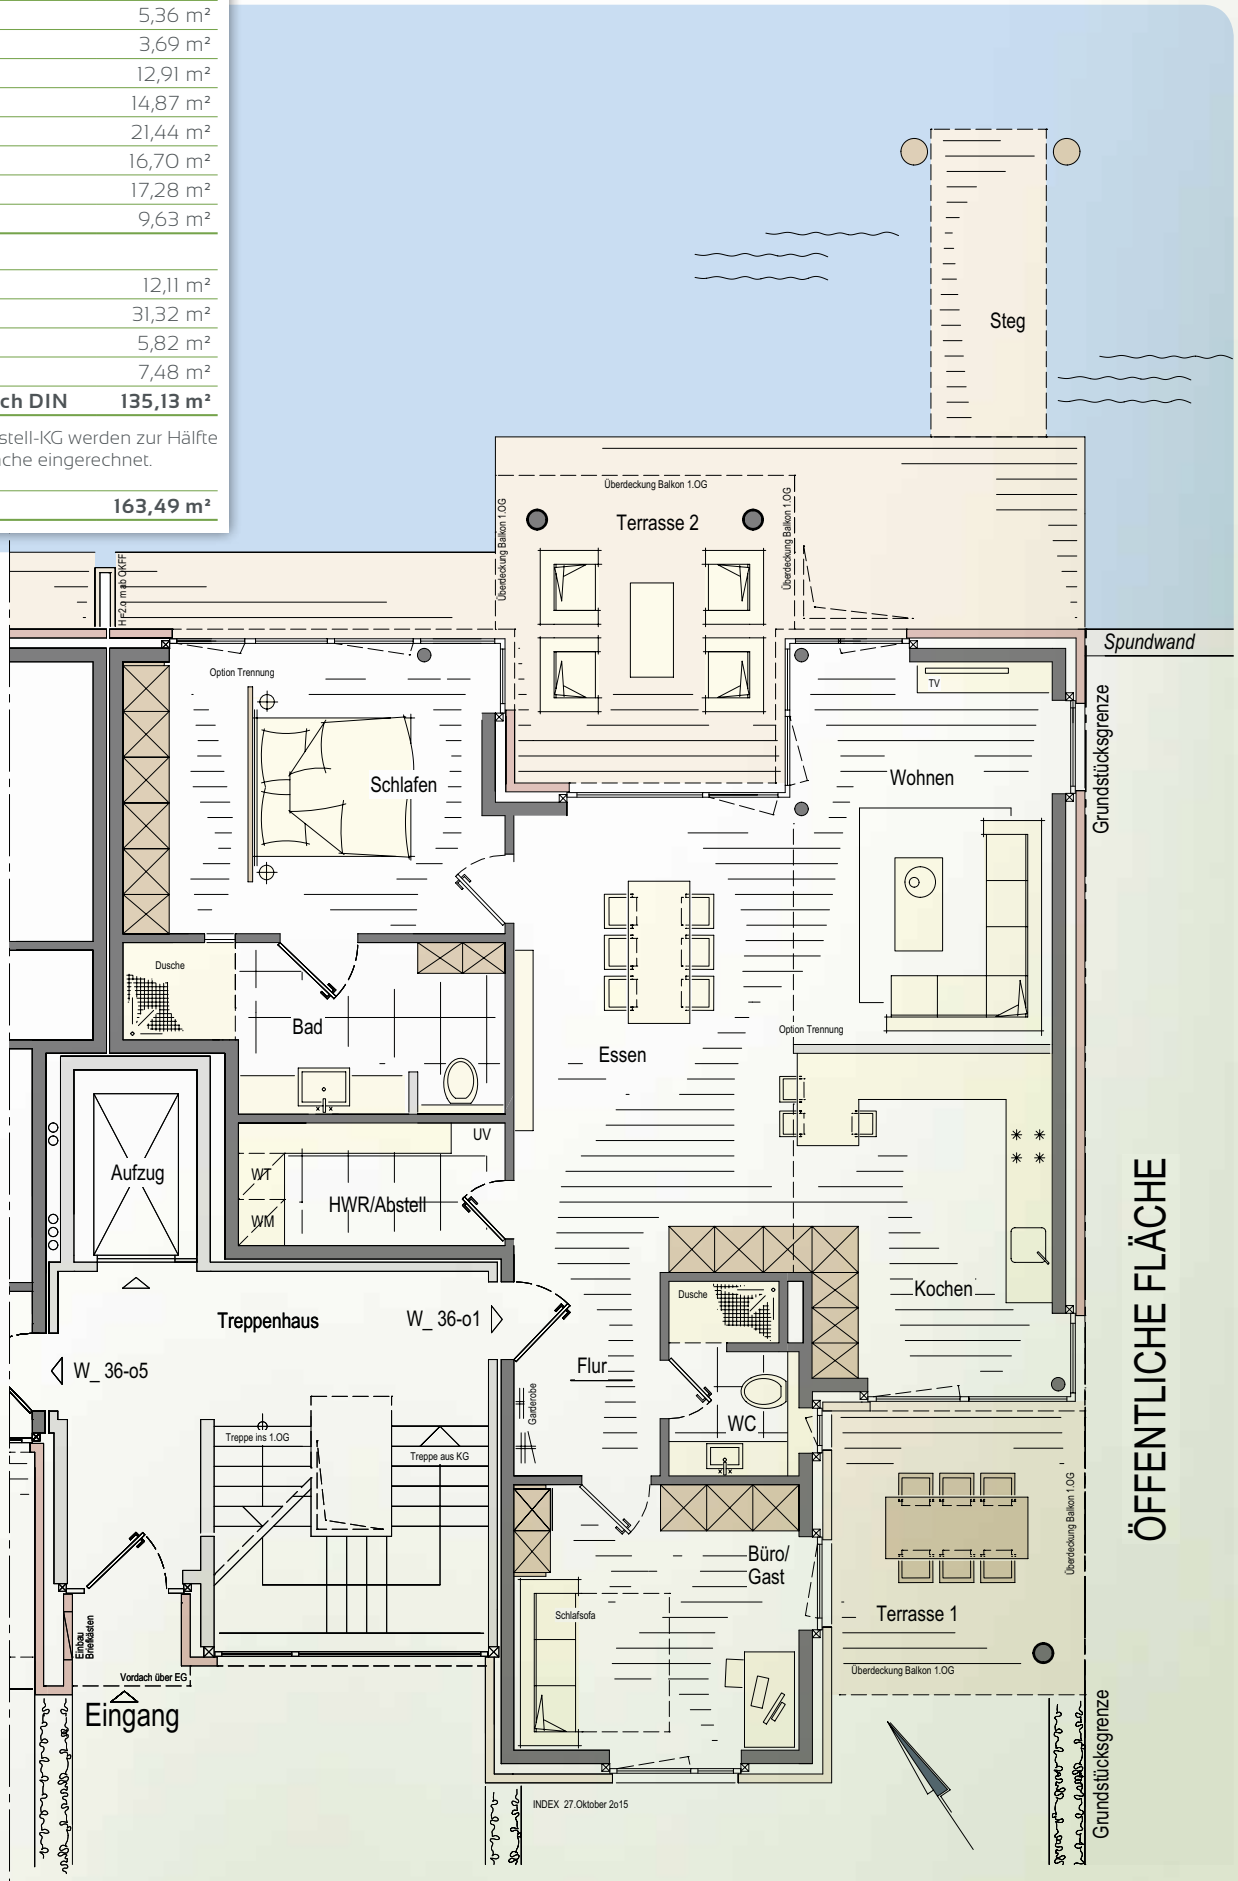 5,36 m²
3,69 m²
12,91 m²
14,87 m²
21,44 m²
16,70 m²
17,28 m²
9,63 m²
12,11 m²
31,32 m²
5,82 m²
7,48 m²
ch DIN 135,13 m²
stell-KG werden zur Hälfte
che eingerechnet.
163,49 m²
Steg
Überdeckung Balkon 1.OG
Überdeckung Balkon 1.OG
Überdeckung Balkon 1.OG
Terrasse 2
H=2.o m ab OKFF
Spundwand
Grundstücksgrenze
Option Trennung
TV
Schlafen
Wohnen
Dusche
Bad
Essen
Option Trennung
UV
WT
WM
HWR/Abstell
Aufzug
Treppenhaus
W_ 36-o1
W_ 36-o5
Kochen
Dusche
Flur
Garderobe
WC
Treppe ins 1.OG
Treppe aus KG
Büro/
Gast
Schlafsofa
Terrasse 1
Überdeckung Balkon 1.OG
Überdeckung Balkon 1.OG
ÖFFENTLICHE FLÄCHE
Einbau
Briefkästen
Vordach über EG
Eingang
Grundstücksgrenze
INDEX 27.Oktober 2o15